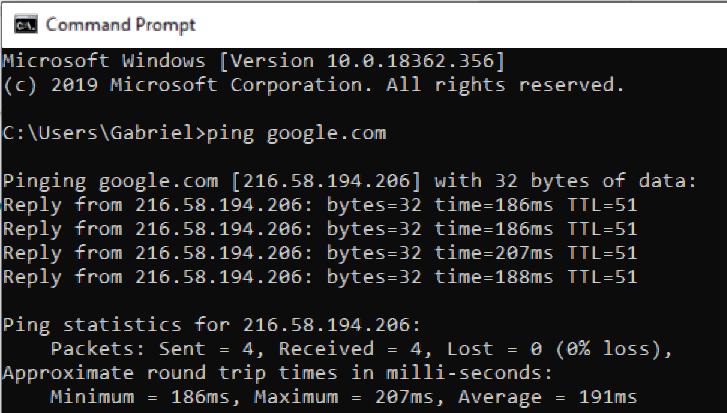 Command Prompt
Microsoft Windows [Version 10.0.18362.356]
(c) 2019 Microsoft Corporation. All rights reserved.
C:\Users\Gabriel>ping google.com
Pinging google.com [216.58.194.206] with 32 bytes of data:
Reply from 216.58.194.206: bytes=32 time=186ms TTL=51
Reply from 216.58.194.206: bytes=32 time=186ms TTL=51
Reply from 216.58.194.206: bytes=32 time=207ms TTL=51
Reply from 216.58.194.206: bytes=32 time=188ms TTL=51
Ping statistics for 216.58.194.206:
    Packets: Sent = 4, Received = 4, Lost = 0 (0% loss),
Approximate round trip times in milli-seconds:
    Minimum = 186ms, Maximum = 207ms, Average = 191ms